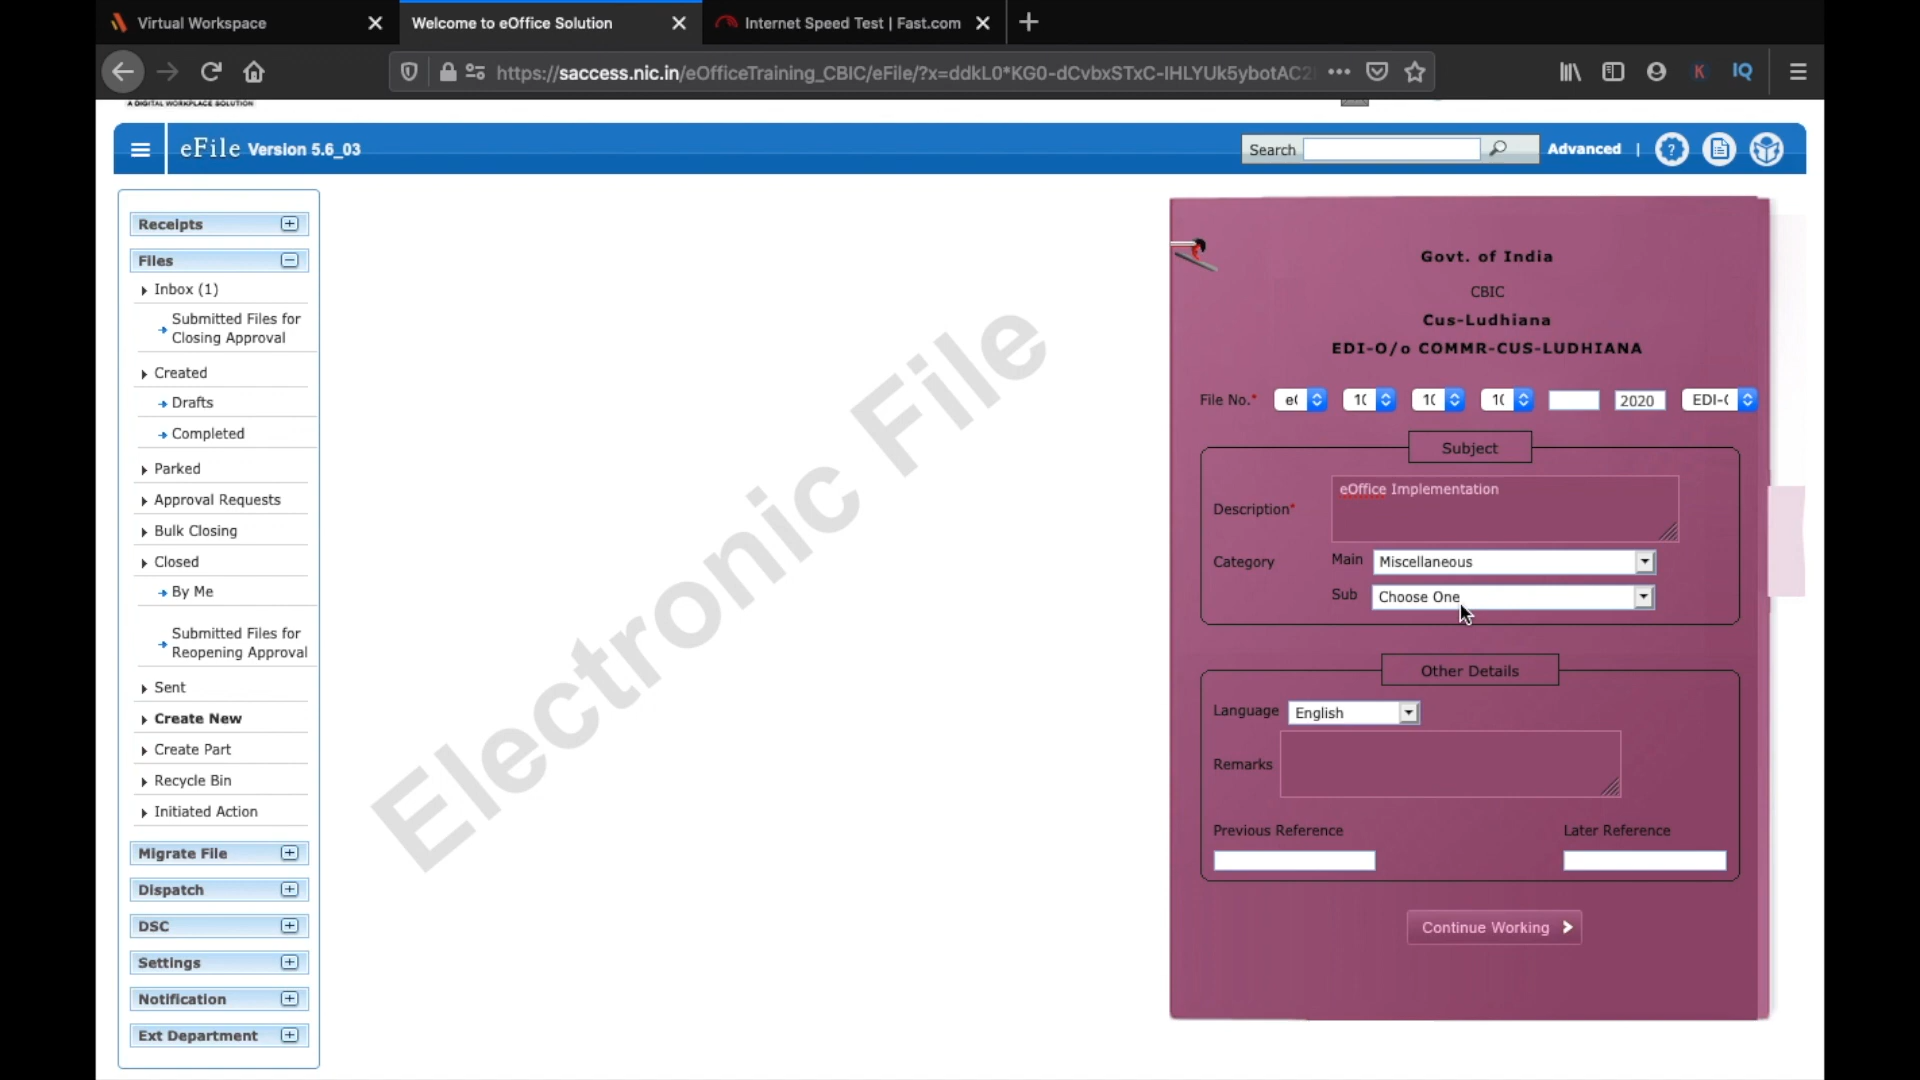 Virtual Workspace
Welcome to eOffice Solution
Internet Speed Test | Fast.com
https://saccess.nic.in/eOfficeTraining_CBIC/eFile/?x=ddkL0*KG0-dCvbxSTxC-IHLYUk5ybotAC2
K
IQ
A DIGITAL WORKPLACE SOLUTION
eFile Version 5.6_03
Search
Advanced |
Receipts
Files
Inbox (1)
Submitted Files for
Closing Approval
Created
Drafts
Completed
Parked
Approval Requests
Bulk Closing
Closed
By Me
Submitted Files for
Reopening Approval
Sent
Create New
Create Part
Recycle Bin
Initiated Action
Migrate File
Dispatch
DSC
Settings
Notification
Ext Department
Electronic File
Govt. of India
CBIC
Cus-Ludhiana
EDI-O/o COMMR-CUS-LUDHIANA
File No.* 2020
Subject
Description* eOffice Implementation
Category Main Miscellaneous
Sub Choose One
Other Details
Language English
Remarks
Previous Reference Later Reference
Continue Working